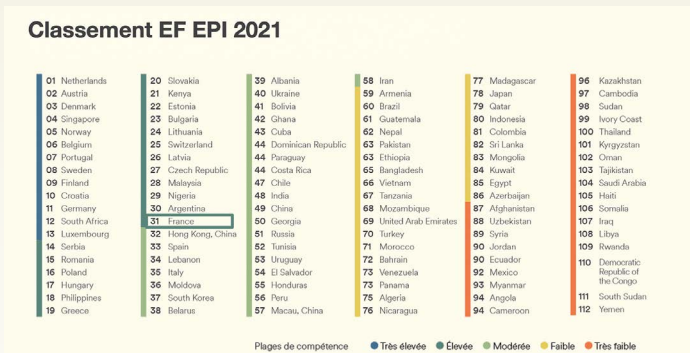 Classement EF EPI 2021
01 Netherlands
02 Austria
03 Denmark
04 Singapore
05 Norway
06 Belgium
07 Portugal
08 Sweden
09 Finland
10 Croatia
11 Germany
12 South Africa
13 Luxembourg
14 Serbia
15 Romania
16 Poland
17 Hungary
18 Philippines
19 Greece
20 Slovakia
21 Kenya
22 Estonia
23 Bulgaria
24 Lithuania
25 Switzerland
26 Latvia
27 Czech Republic
28 Malaysia
29 Nigeria
30 Argentina
31 France
32 Hong Kong, China
33 Spain
34 Lebanon
35 Italy
36 Moldova
37 South Korea
38 Belarus
39 Albania
40 Ukraine
41 Bolivia
42 Ghana
43 Cuba
44 Dominican Republic
44 Paraguay
44 Costa Rica
47 Chile
48 India
49 China
50 Georgia
51 Russia
52 Tunisia
53 Uruguay
54 El Salvador
55 Honduras
56 Peru
57 Macau, China
58 Iran
59 Armenia
60 Brazil
61 Guatemala
62 Nepal
63 Pakistan
63 Ethiopia
65 Bangladesh
66 Vietnam
67 Tanzania
68 Mozambique
69 United Arab Emirates
70 Turkey
71 Morocco
72 Bahrain
73 Venezuela
73 Panama
75 Algeria
76 Nicaragua
77 Madagascar
78 Japan
79 Qatar
80 Indonesia
81 Colombia
82 Sri Lanka
83 Mongolia
84 Kuwait
85 Egypt
86 Azerbaijan
87 Afghanistan
88 Uzbekistan
89 Syria
90 Jordan
90 Ecuador
92 Mexico
93 Myanmar
94 Angola
94 Cameroon
96 Kazakhstan
97 Cambodia
98 Sudan
99 Ivory Coast
100 Thailand
101 Kyrgyzstan
102 Oman
103 Tajikistan
104 Saudi Arabia
105 Haiti
106 Somalia
107 Iraq
108 Libya
109 Rwanda
110 Democratic
Republic of
the Congo
111 South Sudan
112 Yemen
Plages de compétence Très élevée Élevée Modérée Faible Très faible